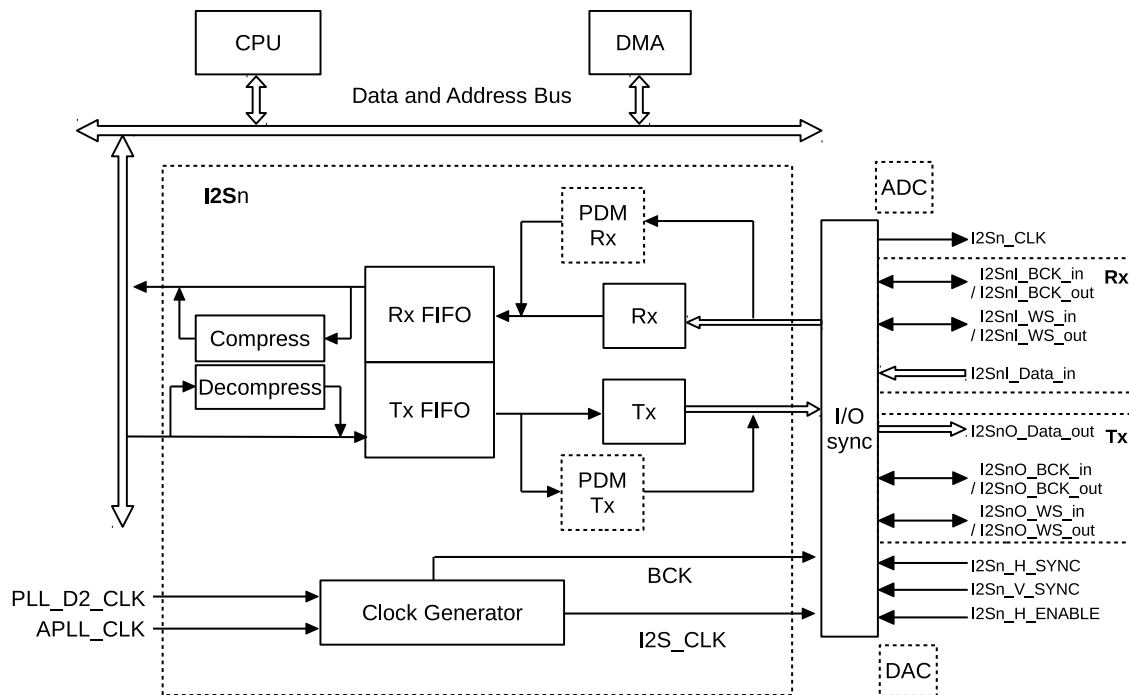 CPU
DMA
Data and Address Bus
I2Sn
ADC
PDM
Rx
I2Sn_CLK
I2SnI_BCK_in
/ I2SnI_BCK_out
Rx
Rx FIFO
Rx
I2SnI_WS_in
/ I2SnI_WS_out
Compress
I2SnI_Data_in
Decompress
Tx FIFO
Tx
I/O
sync
I2SnO_Data_out
Tx
PDM
Tx
I2SnO_BCK_in
/ I2SnO_BCK_out
I2SnO_WS_in
/ I2SnO_WS_out
BCK
I2Sn_H_SYNC
PLL_D2_CLK
Clock Generator
I2Sn_V_SYNC
APLL_CLK
I2Sn_H_ENABLE
I2S_CLK
DAC